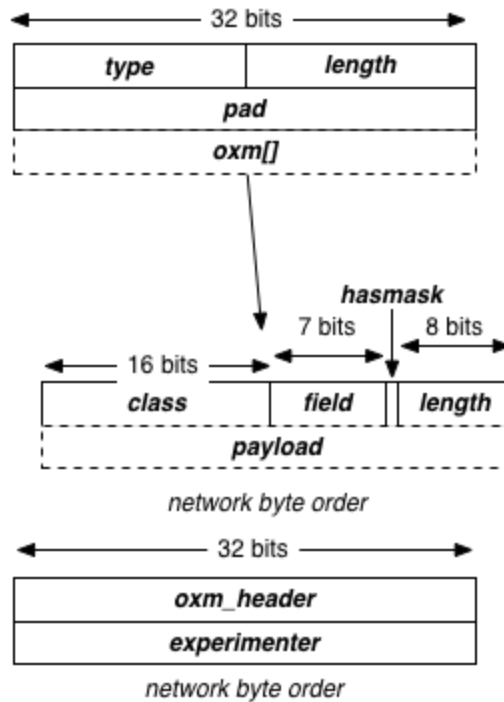 32 bits
type length
pad
oxm[]
hasmask
7 bits 8 bits
16 bits
class field length
payload
network byte order
32 bits
oxm_header
experimenter
network byte order